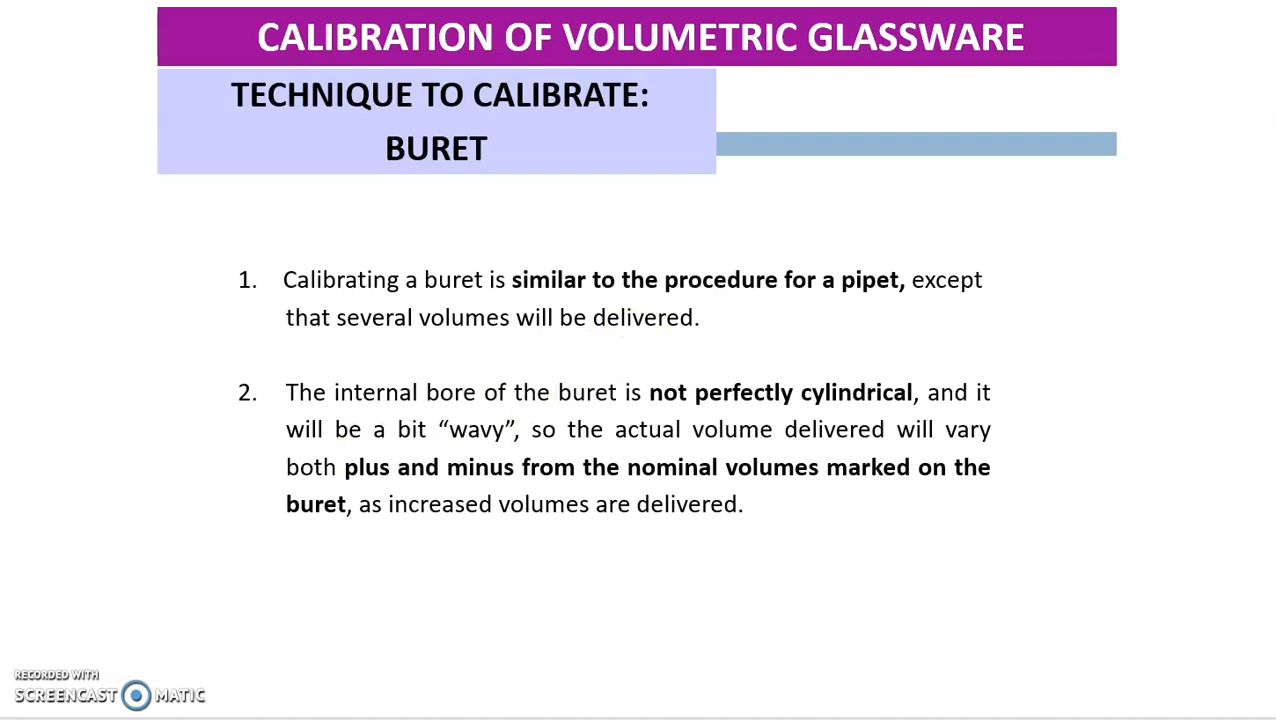 CALIBRATION OF VOLUMETRIC GLASSWARE
TECHNIQUE TO CALIBRATE:
BURET
1. Calibrating a buret is similar to the procedure for a pipet, except
that several volumes will be delivered.
2. The internal bore of the buret is not perfectly cylindrical, and it
will be a bit “wavy”, so the actual volume delivered will vary
both plus and minus from the nominal volumes marked on the
buret, as increased volumes are delivered.
RECORDED WITH
SCREENCAST MATIC